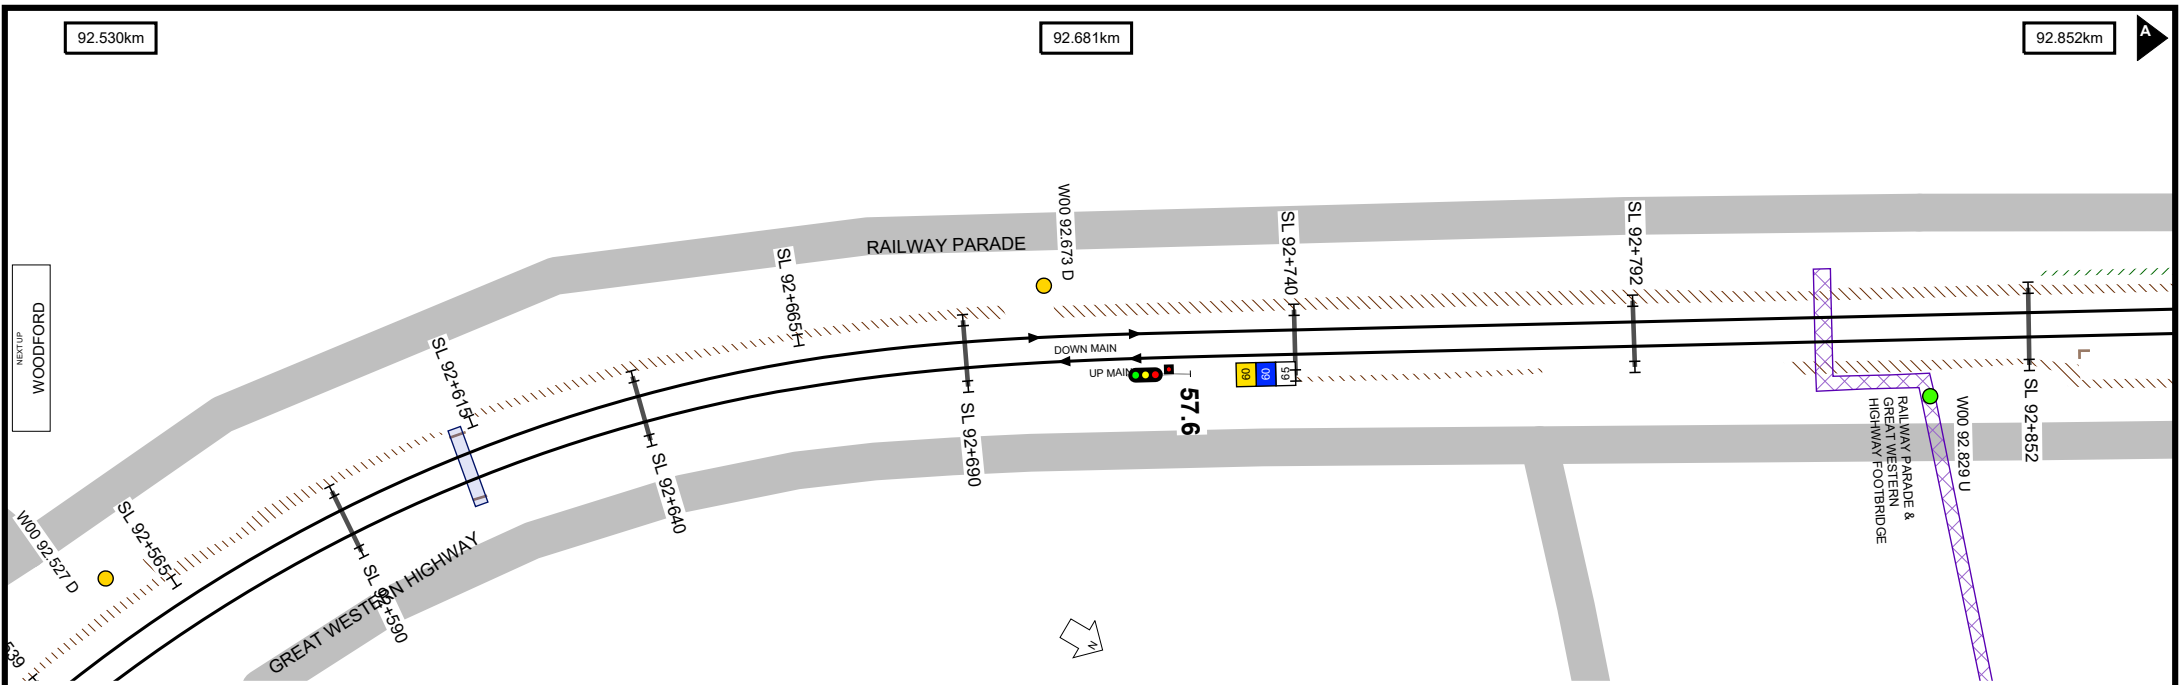 92.530km
92.681km
92.852km
A
NEXT UP
WOODFORD
RAILWAY PARADE
W00 92.673 D
SL 92+740
SL 92+792
SL 92+665
SL 92+615
DOWN MAIN
UP MAIN
57.6
60
60
65
SL 92+690
SL 92+640
SL 92+852
W00 92.829 U
RAILWAY PARADE &
GREAT WESTERN
HIGHWAY FOOTBRIDGE
SL 92+565
W00 92.527 D
SL 92+590
GREAT WESTERN HIGHWAY
539
N